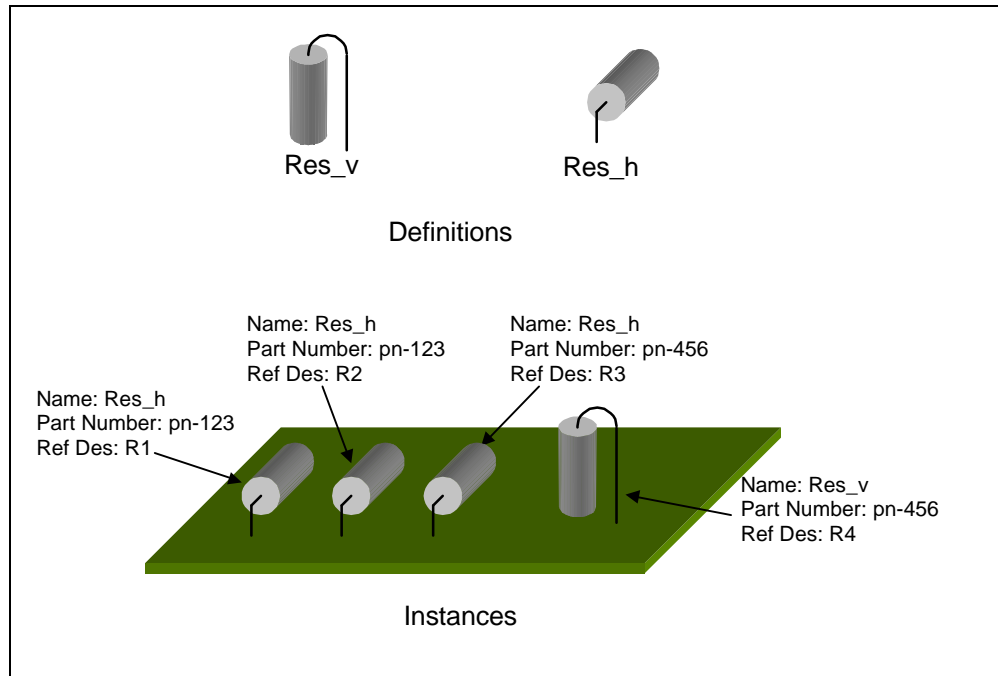 Res_v
Res_h
Definitions
Name: Res_h
Part Number: pn-123
Ref Des: R2
Name: Res_h
Part Number: pn-456
Ref Des: R3
Name: Res_h
Part Number: pn-123
Ref Des: R1
Name: Res_v
Part Number: pn-456
Ref Des: R4
Instances